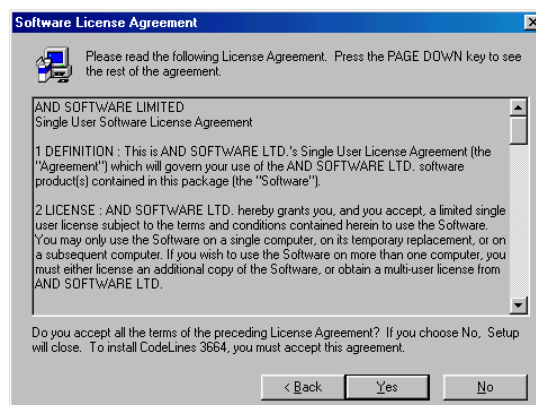 Software License Agreement
Please read the following License Agreement. Press the PAGE DOWN key to see
the rest of the agreement.
AND SOFTWARE LIMITED
Single User Software License Agreement
1 DEFINITION : This is AND SOFTWARE LTD.'s Single User License Agreement (the
"Agreement") which will govern your use of the AND SOFTWARE LTD. software
product(s) contained in this package (the "Software").
2 LICENSE : AND SOFTWARE LTD. hereby grants you, and you accept, a limited single
user license subject to the terms and conditions contained herein to use the Software.
You may only use the Software on a single computer, on its temporary replacement, or on
a subsequent computer. If you wish to use the Software on more than one computer, you
must either license an additional copy of the Software, or obtain a multi-user license from
AND SOFTWARE LTD.
Do you accept all the terms of the preceding License Agreement? If you choose No, Setup
will close. To install CodeLines 3664, you must accept this agreement.
< Back Yes No